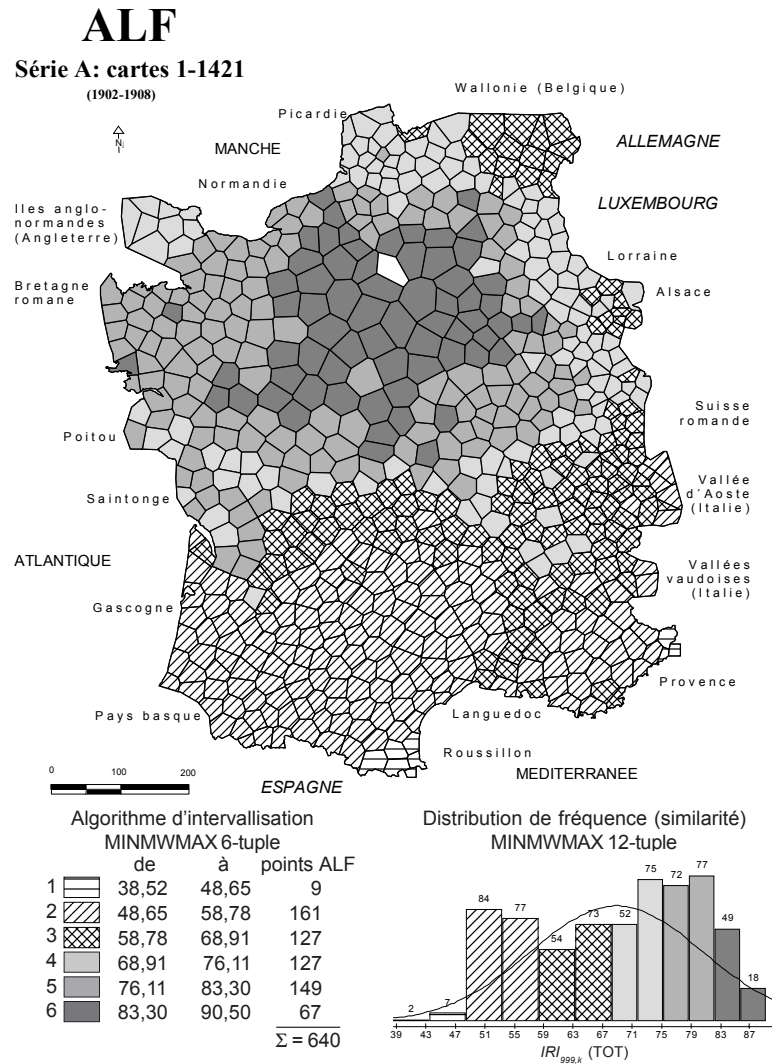 ALF
Série A: cartes 1-1421
(1902-1908)
Wallonie (Belgique)
Picardie
N
MANCHE
ALLEMAGNE
Normandie
LUXEMBOURG
Iles anglo-
normandes
(Angleterre)
Lorraine
Bretagne
romane
Alsace
Suisse
romande
Poitou
Vallée
d´Aoste
(Italie)
Saintonge
ATLANTIQUE
Vallées
vaudoises
(Italie)
Gascogne
Provence
Pays basque
Languedoc
Roussillon
0 100 200
MEDITERRANEE
ESPAGNE
Algorithme d'intervallisation
MINMWMAX 6-tuple
de à points ALF
1 38,52 48,65 9
2 48,65 58,78 161
3 58,78 68,91 127
4 68,91 76,11 127
5 76,11 83,30 149
6 83,30 90,50 67
Σ = 640
Distribution de fréquence (similarité)
MINMWMAX 12-tuple
2 7 84 77 54 73 52 75 72 77 49 18
39 43 47 51 55 59 63 67 71 75 79 83 87
IRI999,k (TOT)